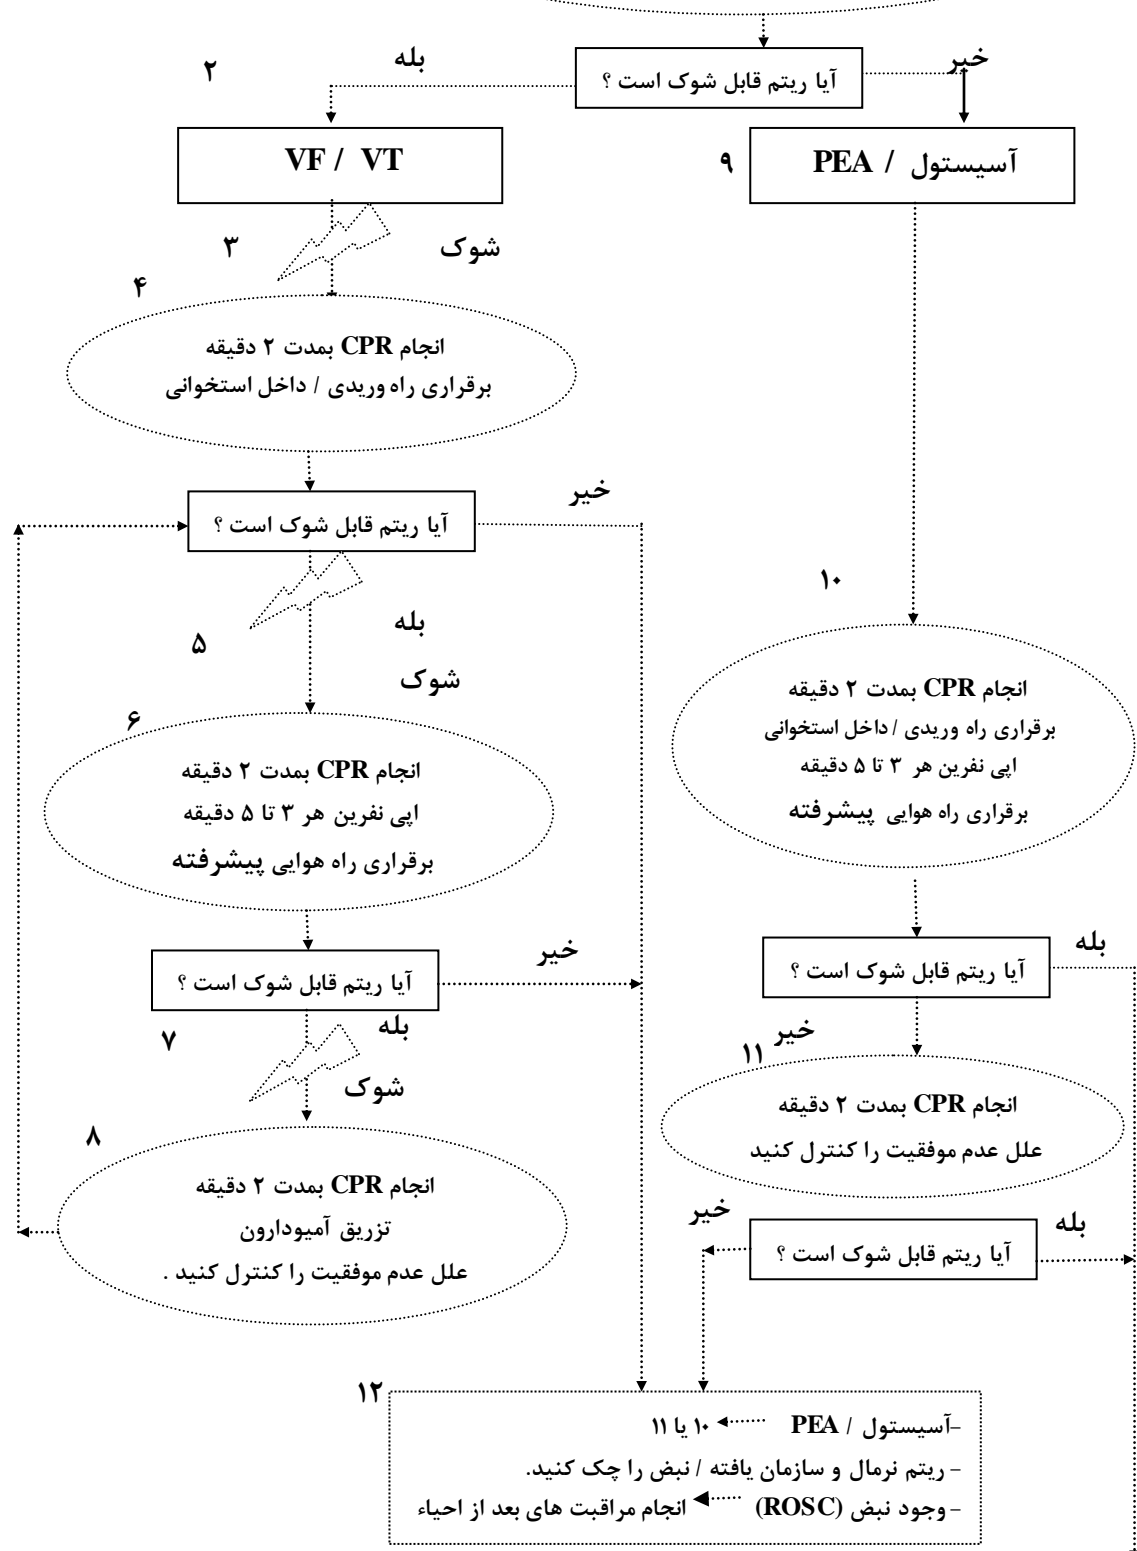 آیا ریتم قابل شوک است ؟
بله
خیر
۲
VF / VT
۹
آسیستول / PEA
۳
شوک
۴
انجام CPR بمدت ۲ دقیقه
برقراری راه وریدی / داخل استخوانی
آیا ریتم قابل شوک است ؟
خیر
بله
۵
شوک
۶
انجام CPR بمدت ۲ دقیقه
اپی نفرین هر ۳ تا ۵ دقیقه
برقراری راه هوایی پیشرفته
آیا ریتم قابل شوک است ؟
خیر
بله
۷
شوک
۸
انجام CPR بمدت ۲ دقیقه
تزریق آمیودارون
علل عدم موفقیت را کنترل کنید .
۱۰
انجام CPR بمدت ۲ دقیقه
برقراری راه وریدی /داخل استخوانی
اپی نفرین هر ۳ تا ۵ دقیقه
برقراری راه هوایی پیشرفته
آیا ریتم قابل شوک است ؟
بله
خیر
۱۱
انجام CPR بمدت ۲ دقیقه
علل عدم موفقیت را کنترل کنید
آیا ریتم قابل شوک است ؟
خیر
بله
۱۲
-آسیستول / PEA ۱۰ یا ۱۱
- ریتم نرمال و سازمان یافته / نبض را چک کنید.
- وجود نبض (ROSC) انجام مراقبت های بعد از احیاء